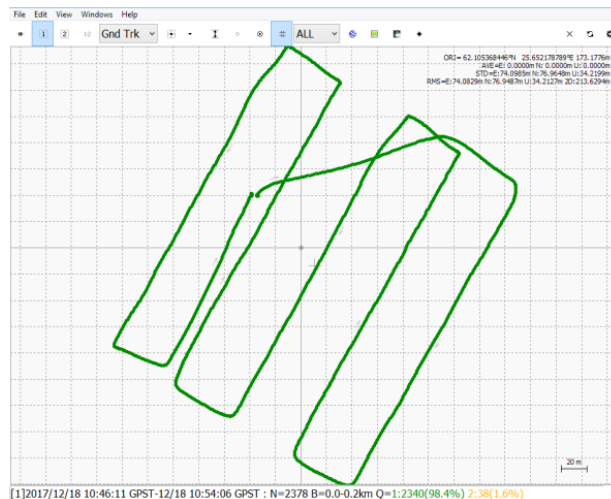 File Edit View Windows Help
1 2 12 Gnd Trk ALL
ORI= 62.105368446°N 25.652178789°E 173.1776m
AVE=E: 0.0000m N: 0.0000m U: 0.0000m
STD=E:74.0985m N:76.9648m U:34.2199m
RMS=E:74.0829m N:76.9487m U:34.2127m 2D:213.6294m
20 m
[1]2017/12/18 10:46:11 GPST-12/18 10:54:06 GPST : N=2378 B=0.0-0.2km Q=1:2340(98.4%) 2:38(1.6%)